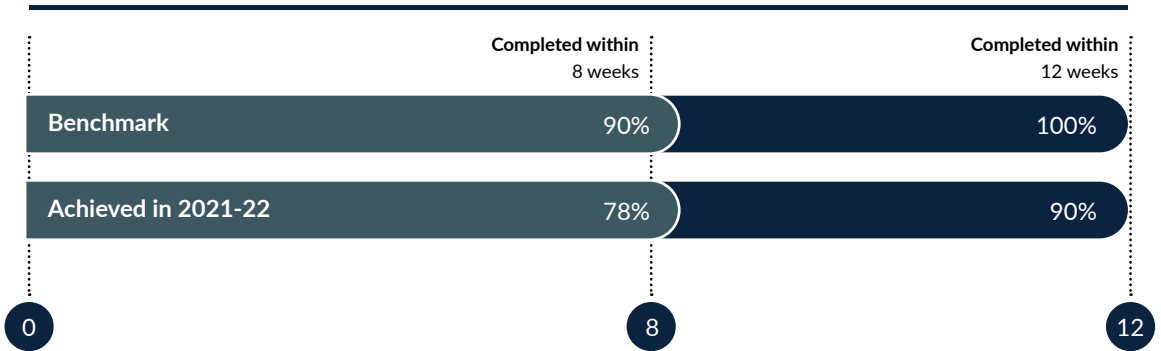 Completed within
8 weeks
Completed within
12 weeks
Benchmark 90% 100%
Achieved in 2021-22 78% 90%
0 8 12